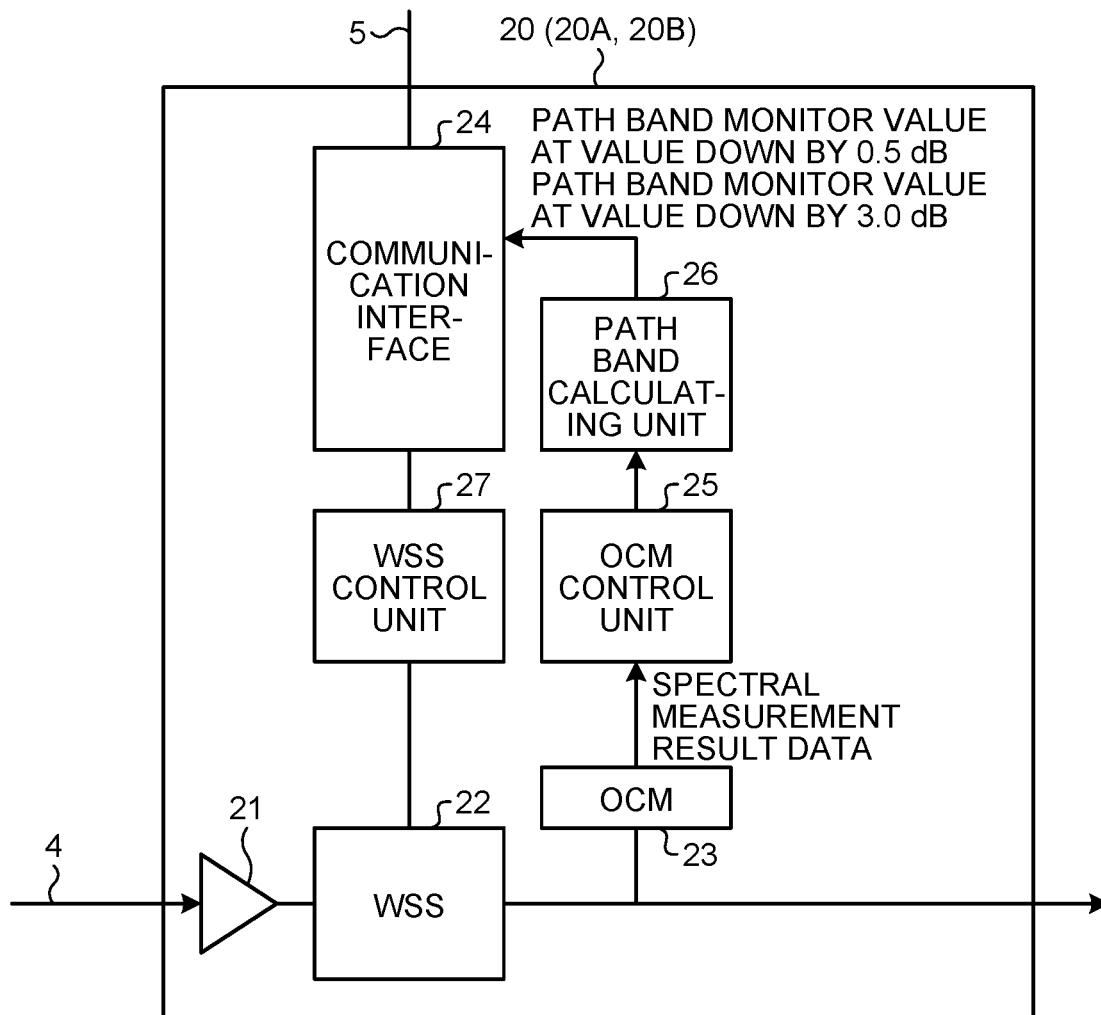 5
20 (20A, 20B)
24
PATH BAND MONITOR VALUE
AT VALUE DOWN BY 0.5 dB
PATH BAND MONITOR VALUE
AT VALUE DOWN BY 3.0 dB
COMMUNI-
CATION
INTER-
FACE
26
PATH
BAND
CALCULAT-
ING UNIT
27
WSS
CONTROL
UNIT
25
OCM
CONTROL
UNIT
SPECTRAL
MEASUREMENT
RESULT DATA
OCM
23
4
21
22
WSS